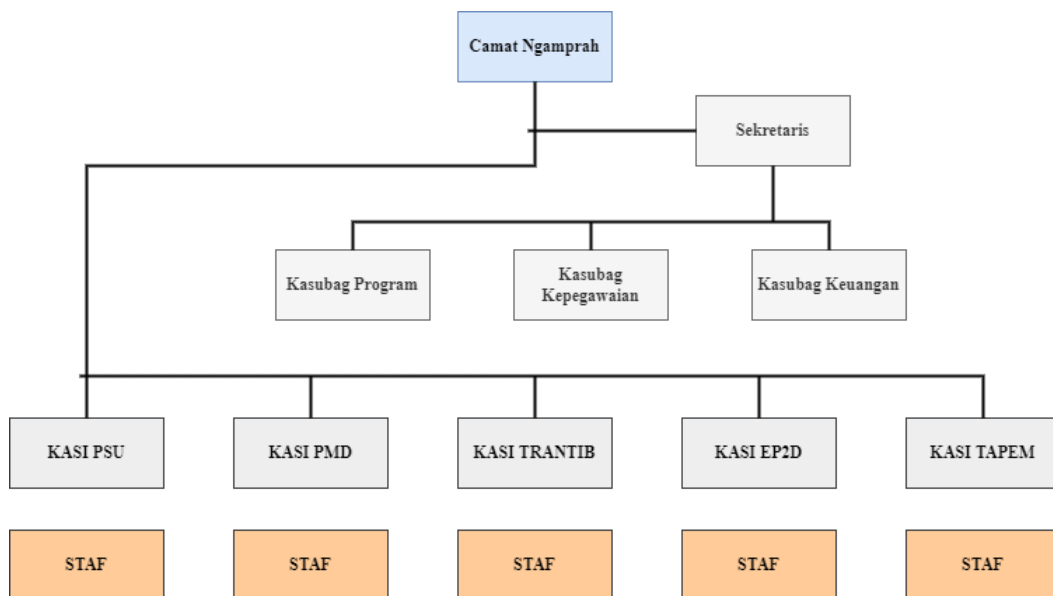 Camat Ngamprah
Sekretaris
Kasubag Program
Kasubag
Kepegawaian
Kasubag Keuangan
KASI PSU
KASI PMD
KASI TRANTIB
KASI EP2D
KASI TAPEM
STAF
STAF
STAF
STAF
STAF